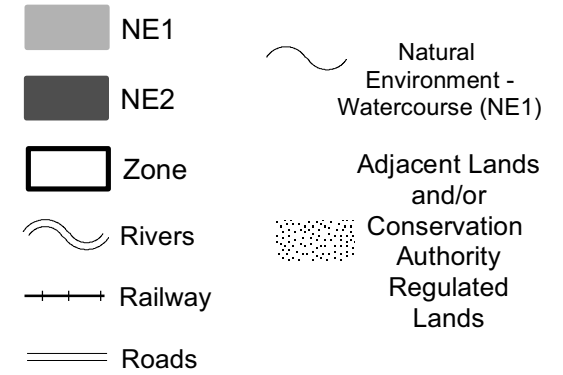 NE1
NE2
Zone
Rivers
Railway
Roads
Natural
Environment -
Watercourse (NE1)
Adjacent Lands
and/or
Conservation
Authority
Regulated
Lands